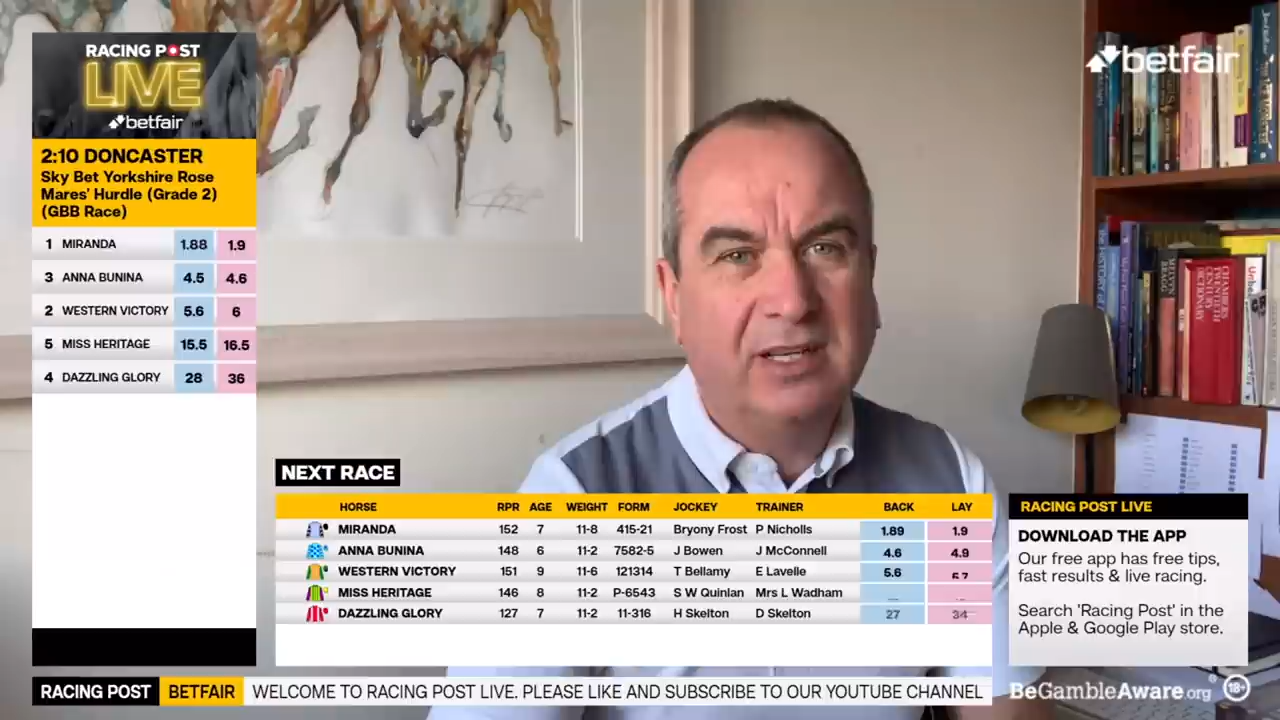 RACING POST
LIVE
betfair
2:10 DONCASTER
Sky Bet Yorkshire Rose
Mares' Hurdle (Grade 2)
(GBB Race)
1 MIRANDA 1.88 1.9
3 ANNA BUNINA 4.5 4.6
2 WESTERN VICTORY 5.6 6
5 MISS HERITAGE 15.5 16.5
4 DAZZLING GLORY 28 36
betfair
CHAMBERS
TWENTIETH
CENTURY
DICTIONARY
NEXT RACE
HORSE RPR AGE WEIGHT FORM JOCKEY TRAINER BACK LAY
MIRANDA 152 7 11-8 415-21 Bryony Frost P Nicholls 1.89 1.9
ANNA BUNINA 148 6 11-2 7582-5 J Bowen J McConnell 4.6 4.9
WESTERN VICTORY 151 9 11-6 121314 T Bellamy E Lavelle 5.6
MISS HERITAGE 146 8 11-2 P-6543 S W Quinlan Mrs L Wadham
DAZZLING GLORY 127 7 11-2 11-316 H Skelton D Skelton 27 34
RACING POST LIVE
DOWNLOAD THE APP
Our free app has free tips,
fast results & live racing.
Search 'Racing Post' in the
Apple & Google Play store.
RACING POST BETFAIR WELCOME TO RACING POST LIVE. PLEASE LIKE AND SUBSCRIBE TO OUR YOUTUBE CHANNEL
BeGambleAware.org 18+